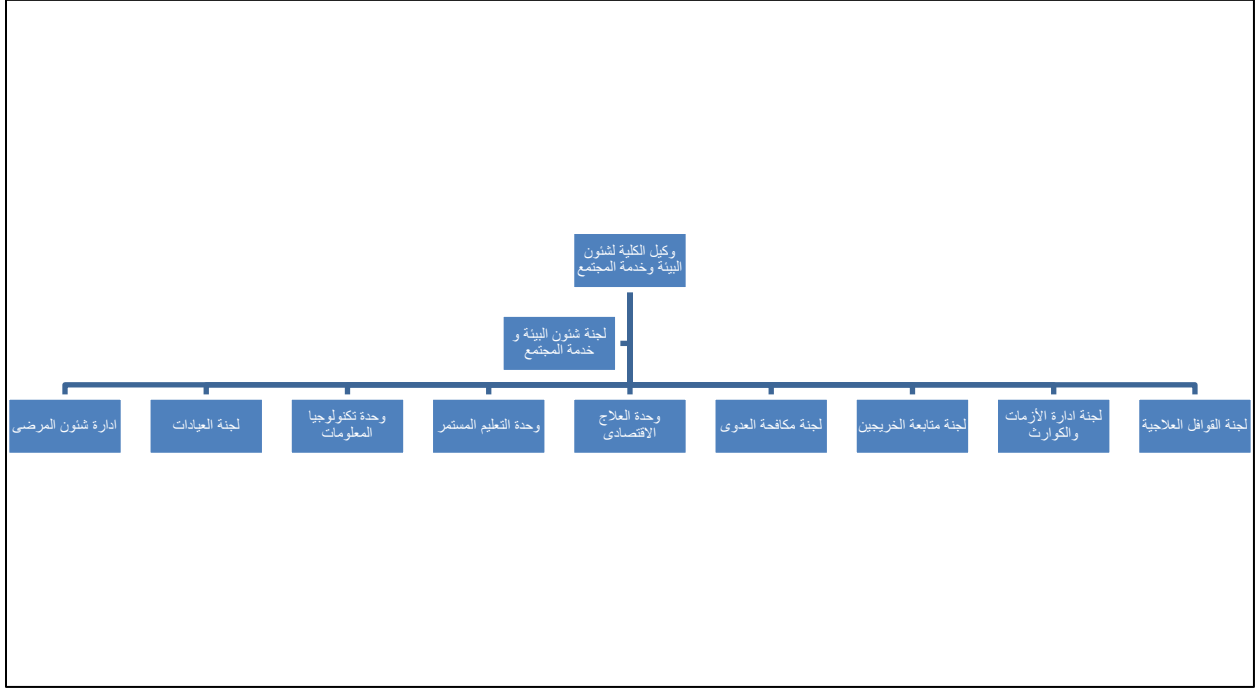 وكيل الكلية لشئون
البيئة وخدمة المجتمع
لجنة شئون البيئة و
خدمة المجتمع
لجنة القوافل العلاجية
لجنة ادارة الأزمات
والكوارث
لجنة متابعة الخريجين
لجنة مكافحة العدوى
وحدة العلاج
الاقتصادى
وحدة التعليم المستمر
وحدة تكنولوجيا
المعلومات
لجنة العيادات
ادارة شئون المرضى